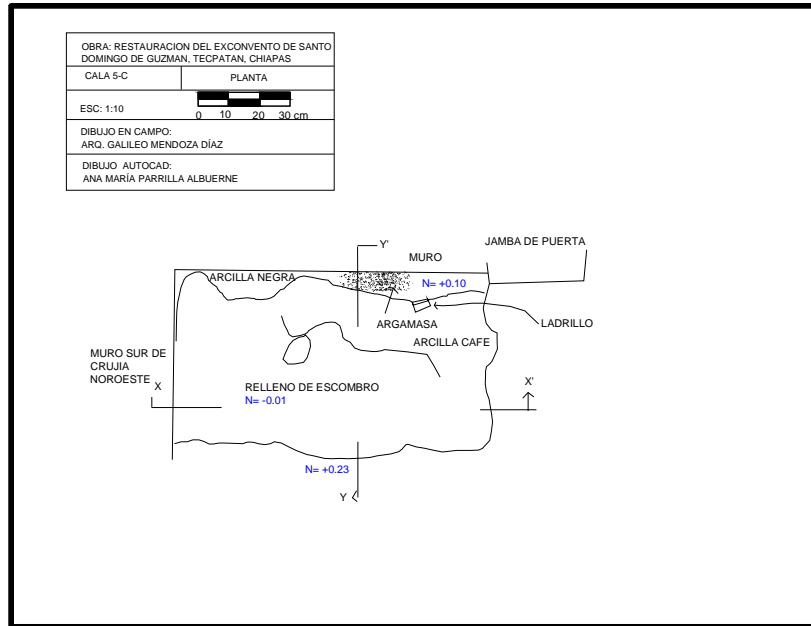 OBRA: RESTAURACION DEL EXCONVENTO DE SANTO
DOMINGO DE GUZMAN, TECPATAN, CHIAPAS
CALA 5-C
PLANTA
ESC: 1:10
0 10 20 30 cm
DIBUJO EN CAMPO:
ARQ. GALILEO MENDOZA DÍAZ
DIBUJO AUTOCAD:
ANA MARÍA PARRILLA ALBUERNE
Y'
MURO
JAMBA DE PUERTA
ARCILLA NEGRA
N= +0.10
ARGAMASA
LADRILLO
ARCILLA CAFE
MURO SUR DE
CRUJIA
NOROESTE
X
RELLENO DE ESCOMBRO
N= -0.01
X'
N= +0.23
Y